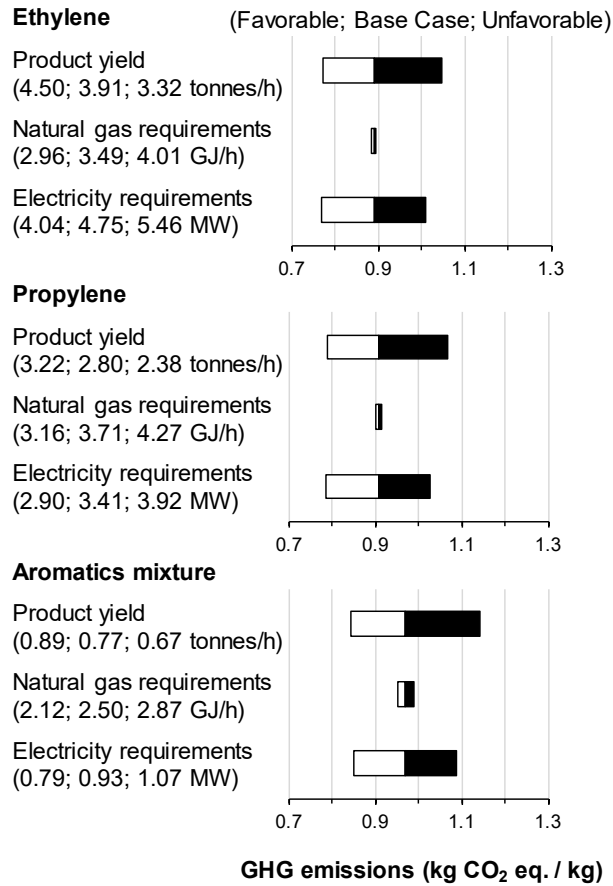 Ethylene (Favorable; Base Case; Unfavorable)
Product yield
(4.50; 3.91; 3.32 tonnes/h)
Natural gas requirements
(2.96; 3.49; 4.01 GJ/h)
Electricity requirements
(4.04; 4.75; 5.46 MW)
0.7 0.9 1.1 1.3
Propylene
Product yield
(3.22; 2.80; 2.38 tonnes/h)
Natural gas requirements
(3.16; 3.71; 4.27 GJ/h)
Electricity requirements
(2.90; 3.41; 3.92 MW)
0.7 0.9 1.1 1.3
Aromatics mixture
Product yield
(0.89; 0.77; 0.67 tonnes/h)
Natural gas requirements
(2.12; 2.50; 2.87 GJ/h)
Electricity requirements
(0.79; 0.93; 1.07 MW)
0.7 0.9 1.1 1.3
GHG emissions (kg CO₂ eq. / kg)